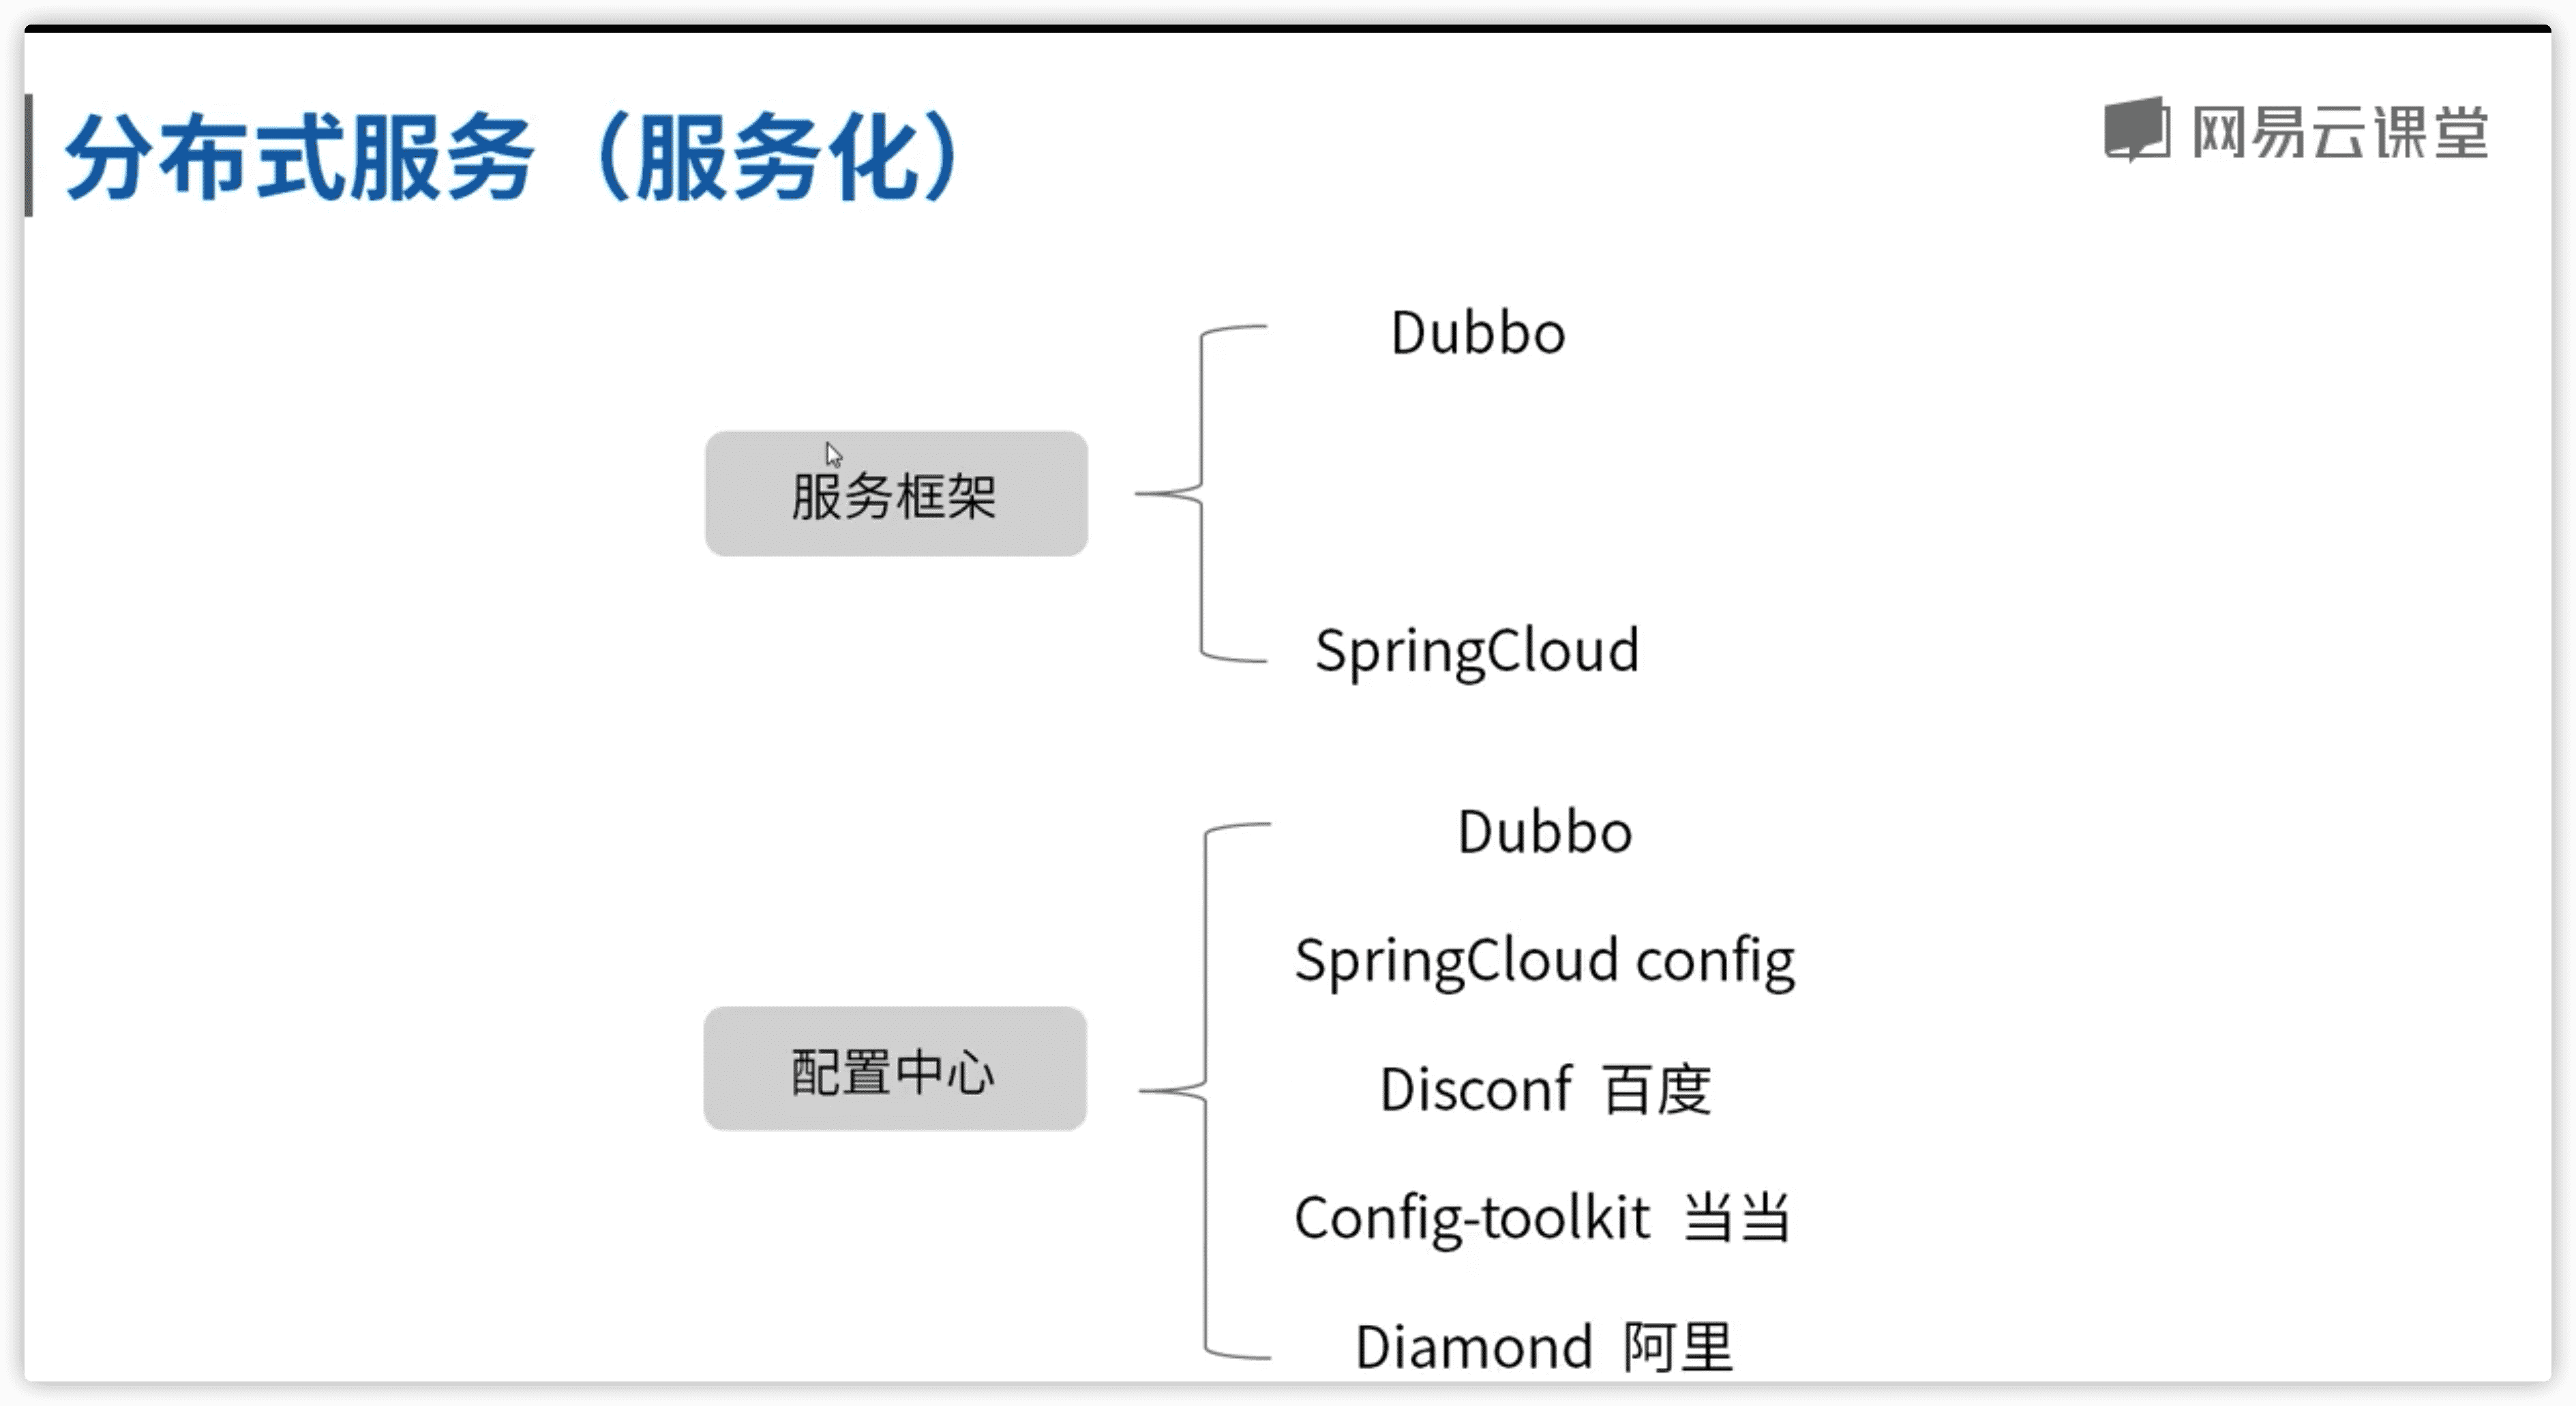 分布式服务（服务化）
网易云课堂
服务框架
Dubbo
SpringCloud
配置中心
Dubbo
SpringCloud config
Disconf 百度
Config-toolkit 当当
Diamond 阿里